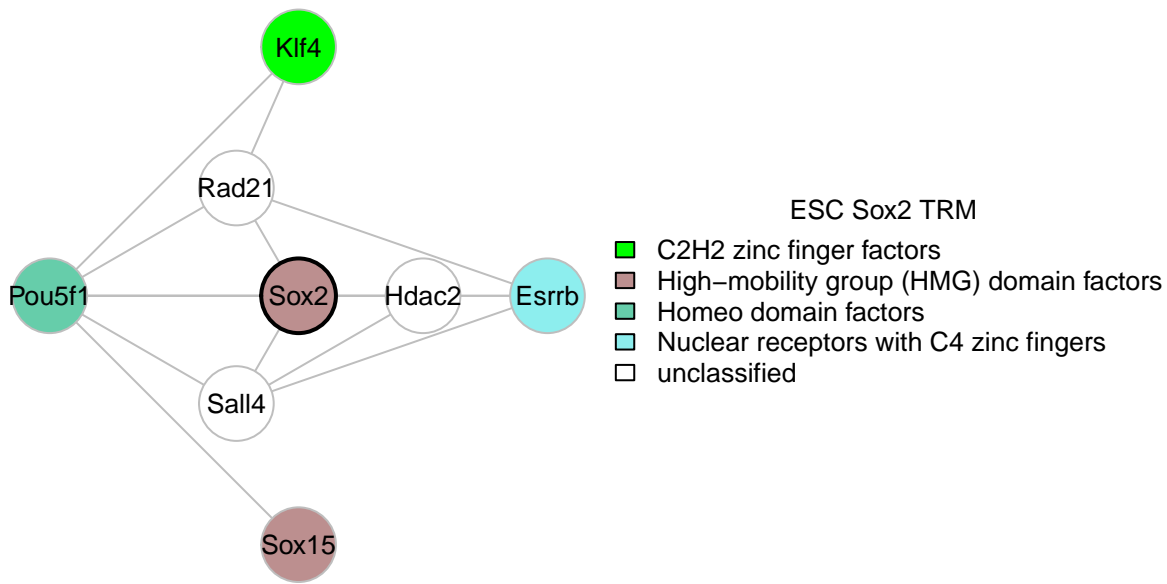 Klf4
Rad21
Pou5f1
Sox2
Hdac2
Esrrb
Sall4
Sox15
ESC Sox2 TRM
C2H2 zinc finger factors
High−mobility group (HMG) domain factors
Homeo domain factors
Nuclear receptors with C4 zinc fingers
unclassified